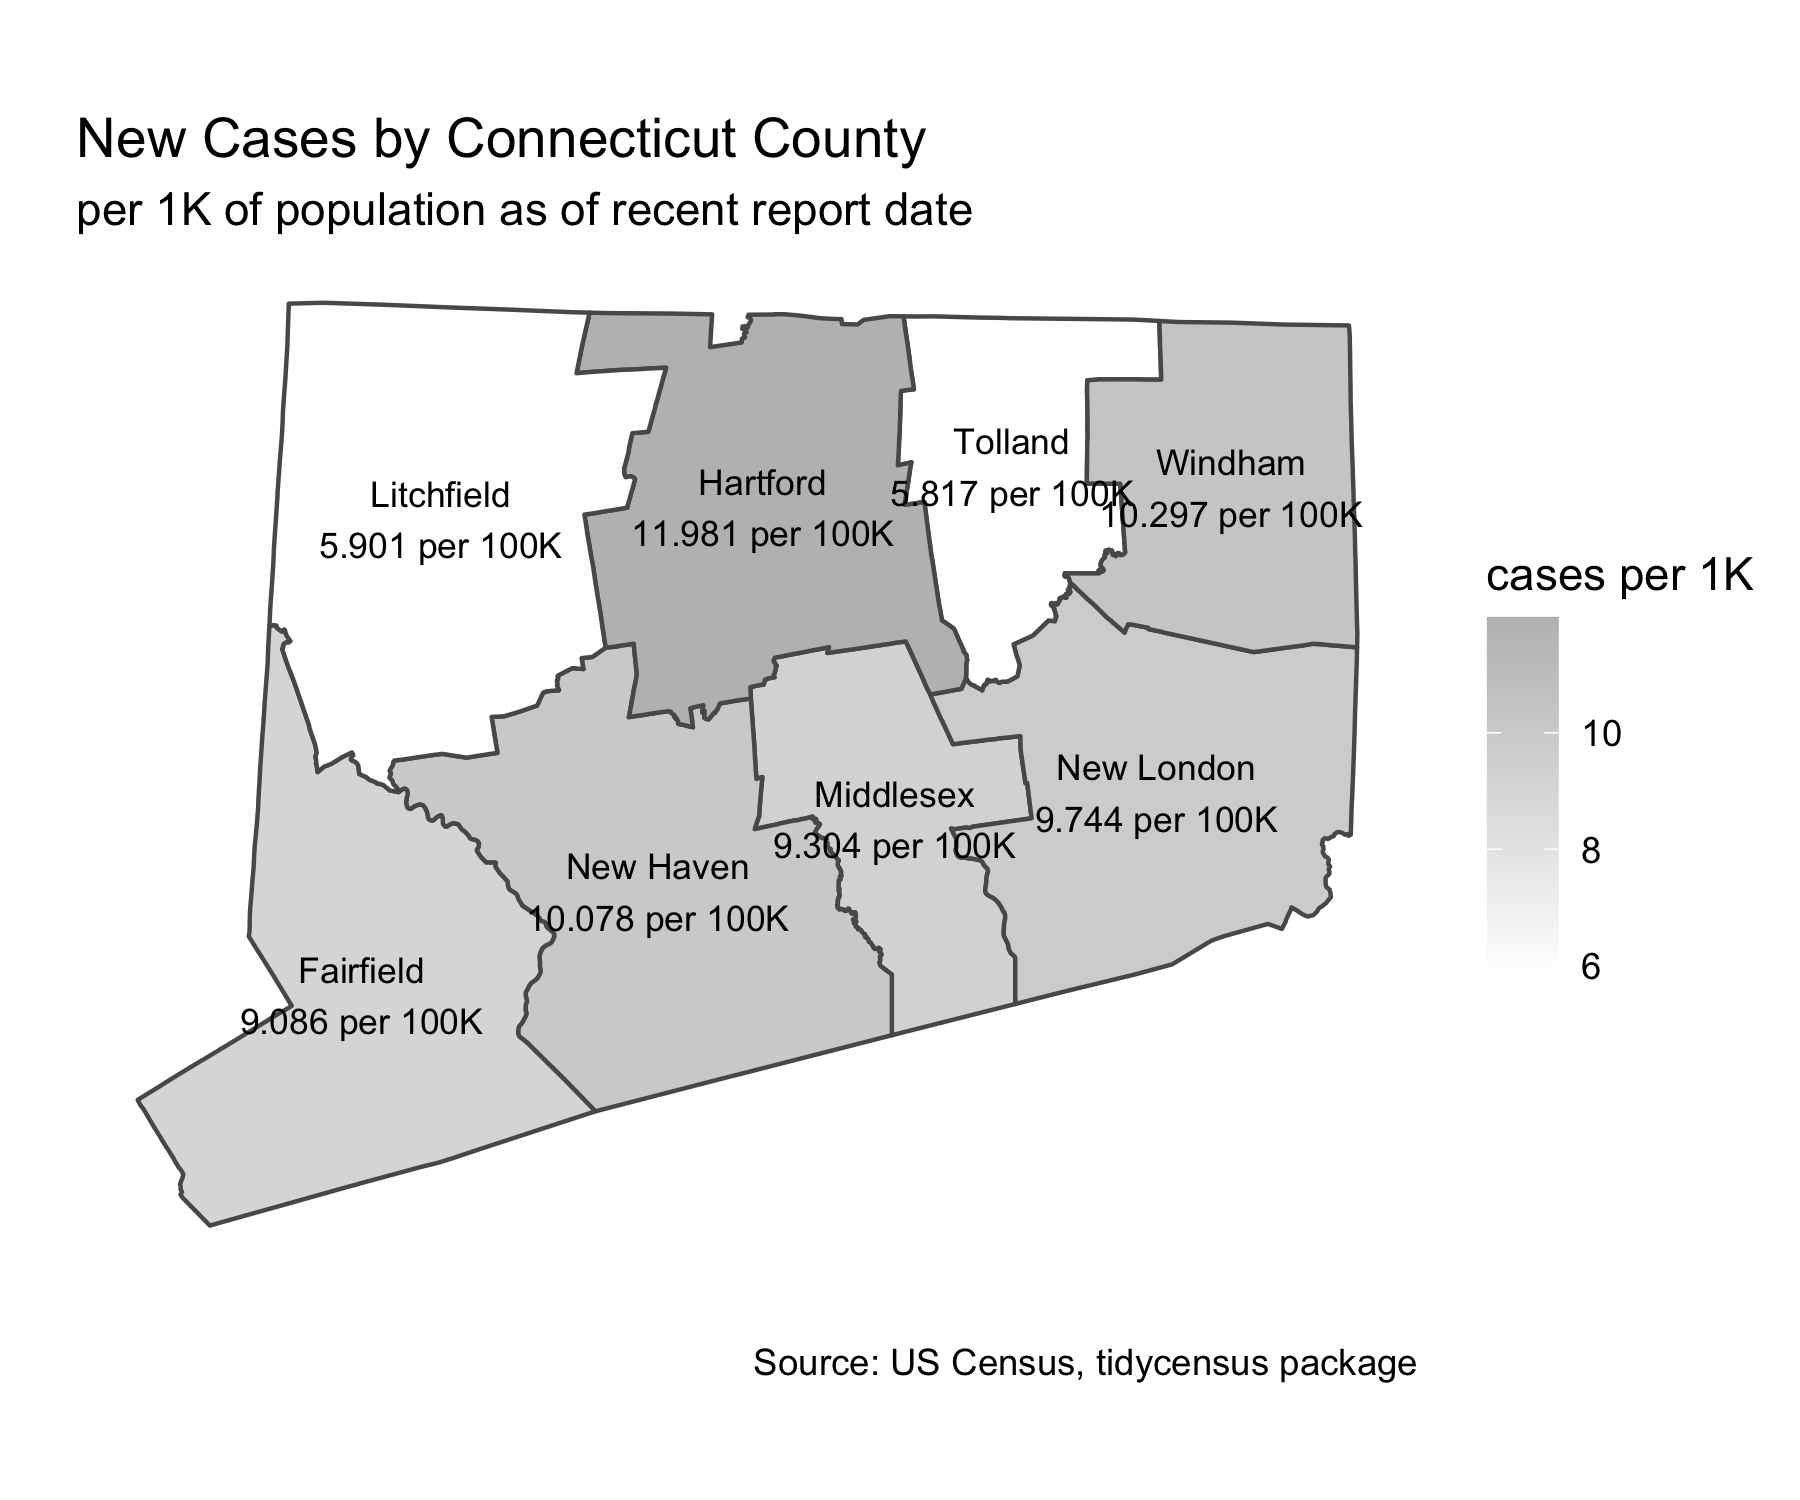 New Cases by Connecticut County
per 1K of population as of recent report date
Litchfield
5.901 per 100K
Hartford
11.981 per 100K
Tolland
5.817 per 100K
Windham
10.297 per 100K
New London
9.744 per 100K
Middlesex
9.304 per 100K
New Haven
10.078 per 100K
Fairfield
9.086 per 100K
cases per 1K
10
8
6
Source: US Census, tidycensus package